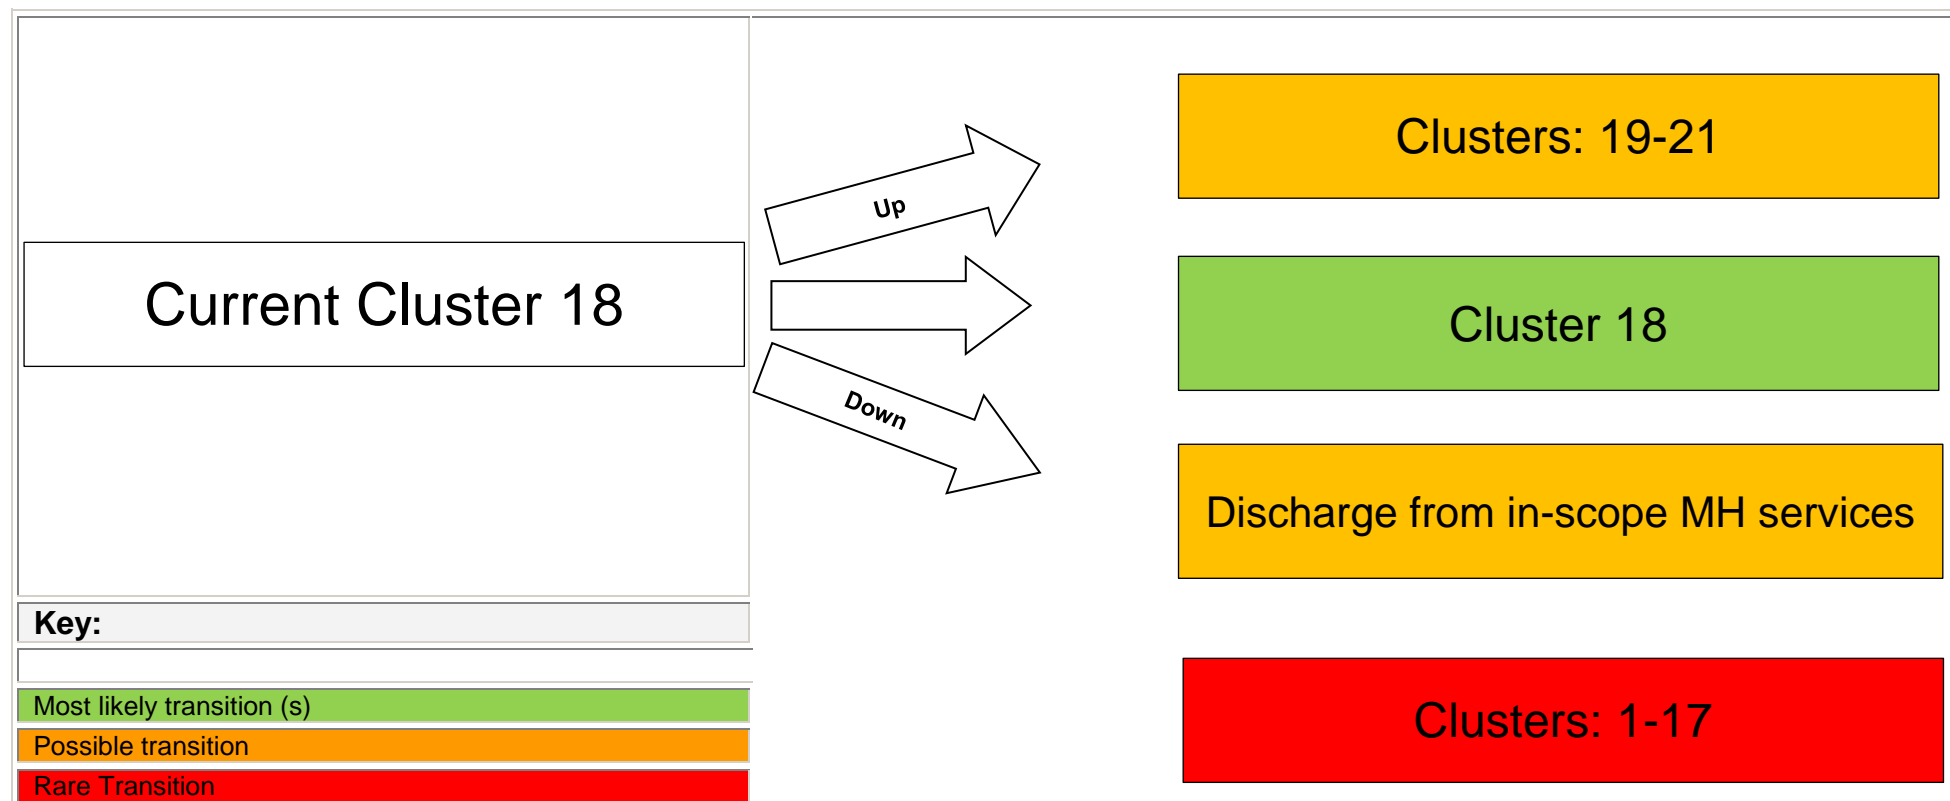 Current Cluster 18
Up
Down
Clusters: 19-21
Cluster 18
Discharge from in-scope MH services
Clusters: 1-17
Key:
Most likely transition (s)
Possible transition
Rare Transition